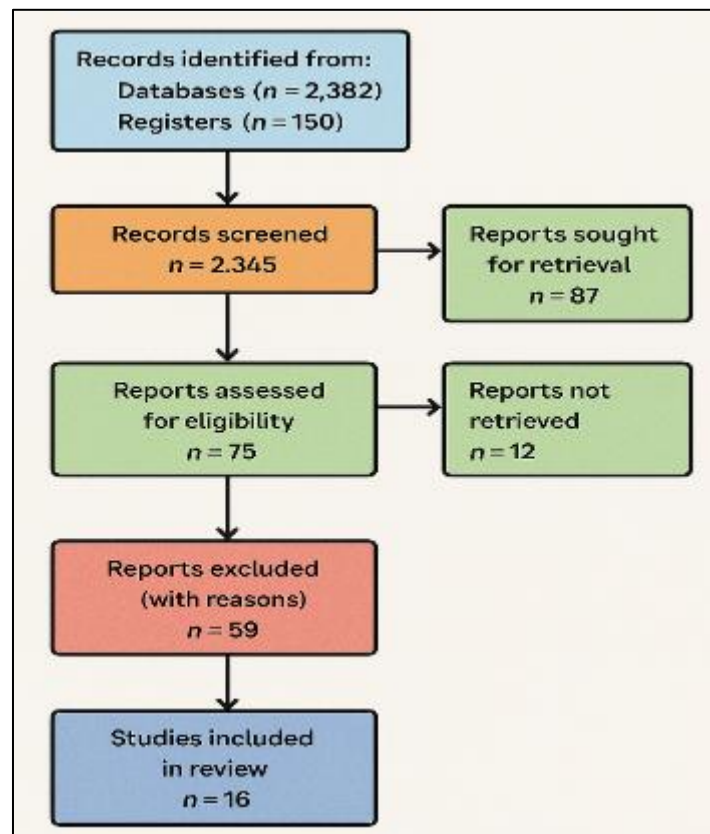 Records identified from:
Databases (n = 2,382)
Registers (n = 150)
Records screened
n = 2.345
Reports sought
for retrieval
n = 87
Reports assessed
for eligibility
n = 75
Reports not
retrieved
n = 12
Reports excluded
(with reasons)
n = 59
Studies included
in review
n = 16